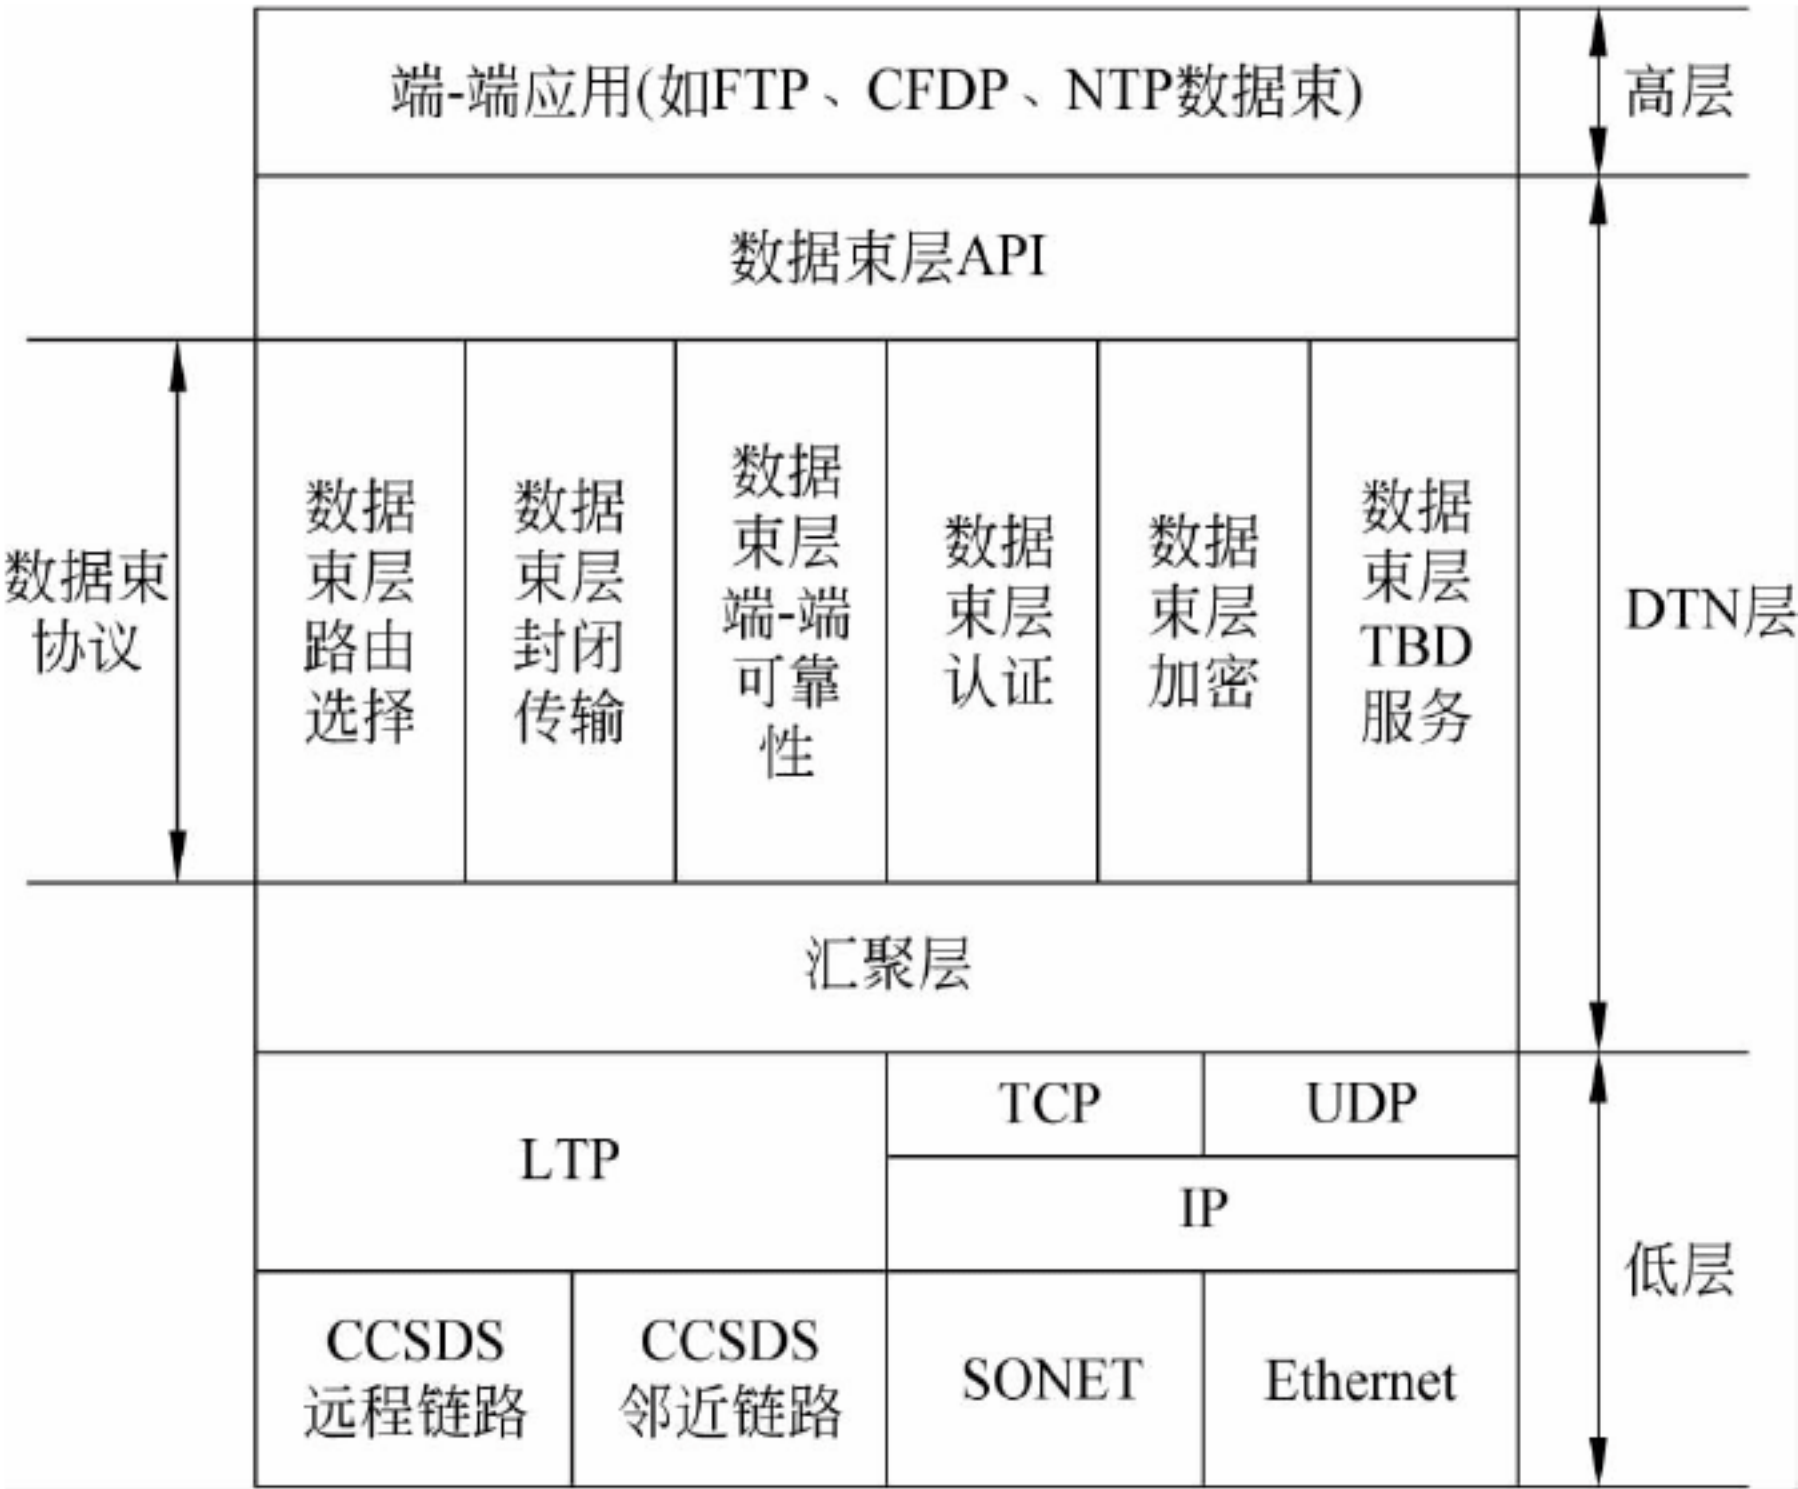 端-端应用(如FTP、CFDP、NTP数据束)
高层
数据束层API
数据束
协议
数据
束层
路由
选择
数据
束层
封闭
传输
数据
束层
端-端
可靠
性
数据
束层
认证
数据
束层
加密
数据
束层
TBD
服务
DTN层
汇聚层
LTP
TCP
UDP
IP
低层
CCSDS
远程链路
CCSDS
邻近链路
SONET
Ethernet